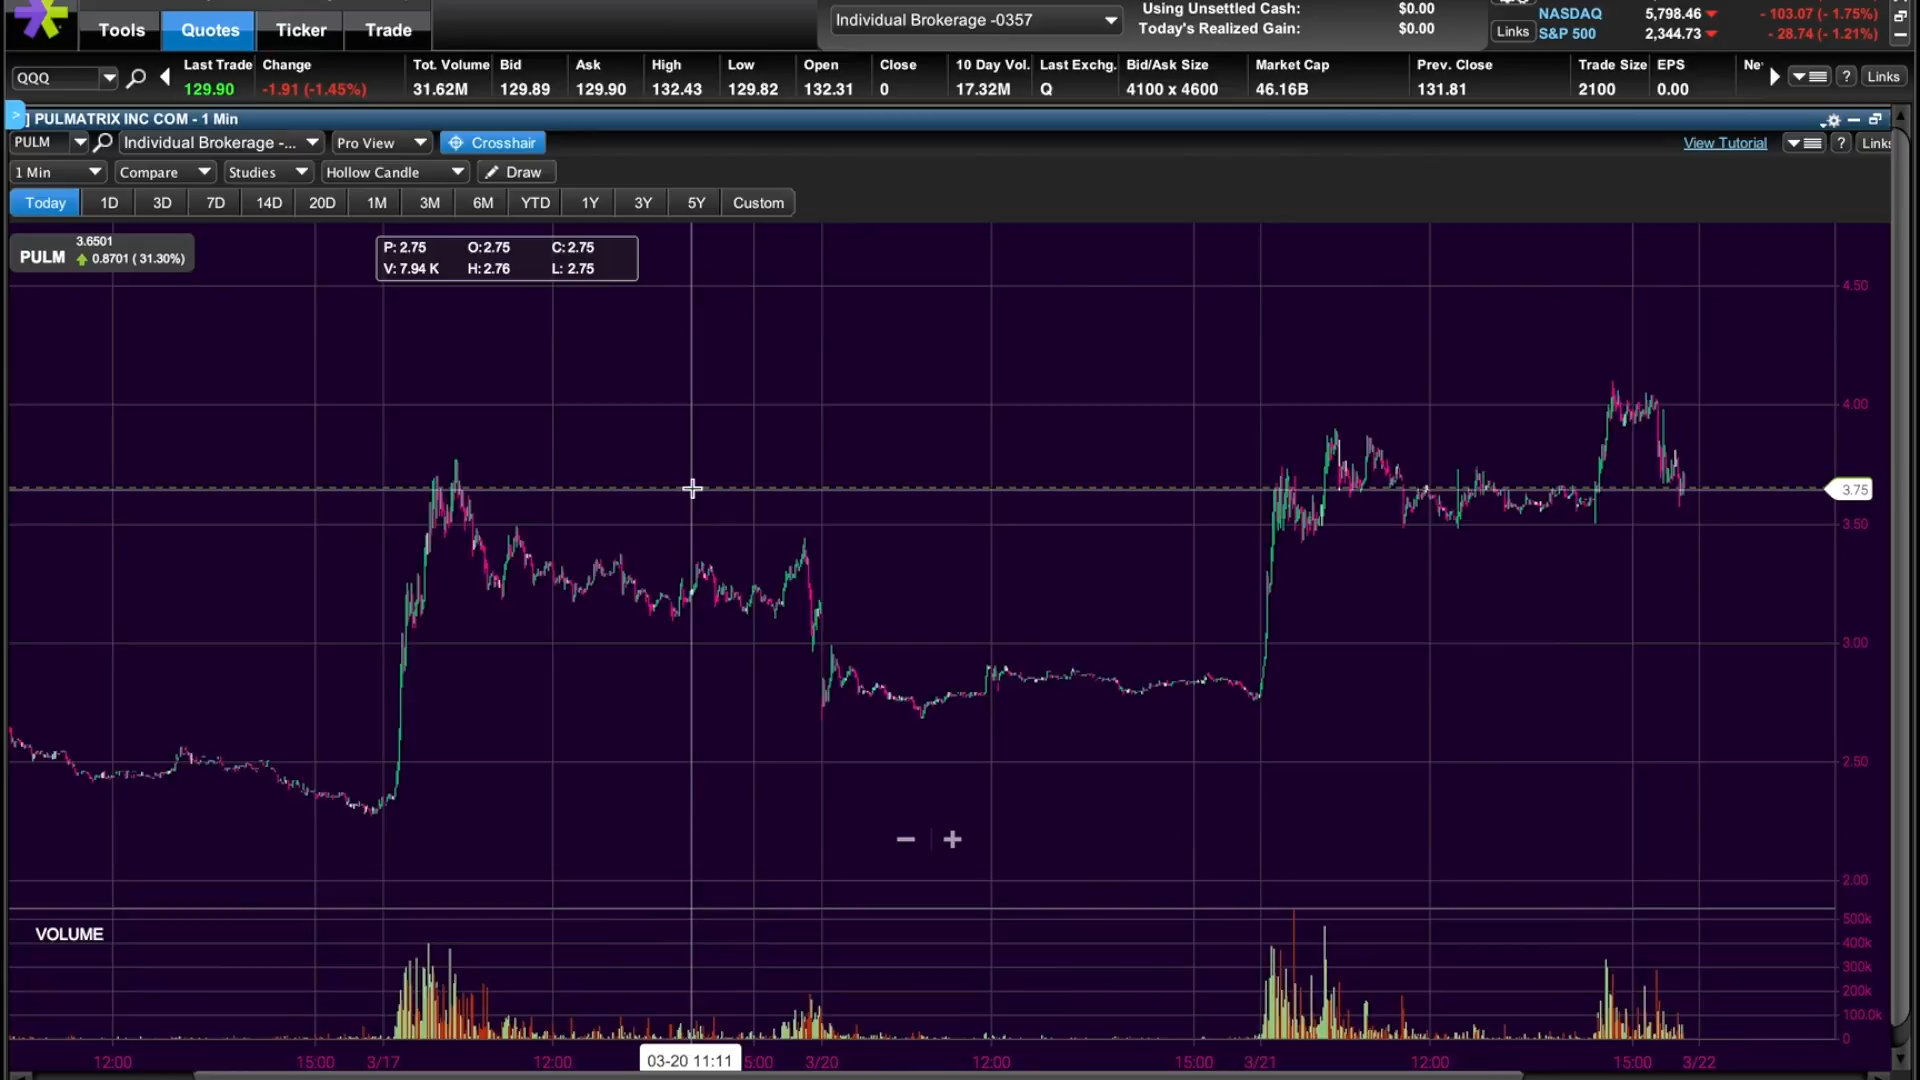 Tools Quotes Ticker Trade
Individual Brokerage -0357
Using Unsettled Cash: $0.00
Today's Realized Gain: $0.00
Links
NASDAQ 5,798.46 - 103.07 (- 1.75%)
S&P 500 2,344.73 - 28.74 (- 1.21%)
QQQ
Last Trade Change Tot. Volume Bid Ask High Low Open Close 10 Day Vol. Last Exchg. Bid/Ask Size Market Cap Prev. Close Trade Size EPS Ne
129.90 -1.91 (-1.45%) 31.62M 129.89 129.90 132.43 129.82 132.31 0 17.32M Q 4100 x 4600 46.16B 131.81 2100 0.00
? Links
> ] PULMATRIX INC COM - 1 Min
PULM Individual Brokerage -... Pro View Crosshair View Tutorial ? Links
1 Min Compare Studies Hollow Candle Draw
Today 1D 3D 7D 14D 20D 1M 3M 6M YTD 1Y 3Y 5Y Custom
PULM 3.6501
0.8701 ( 31.30%)
P: 2.75 O:2.75 C: 2.75
V: 7.94 K H: 2.76 L: 2.75
4.50
4.00
3.75
3.50
3.00
2.50
2.00
VOLUME
500k
400k
300k
200k
100.0k
0
12:00 15:00 3/17 12:00 03-20 11:11 5:00 3/20 12:00 15:00 3/21 12:00 15:00 3/22